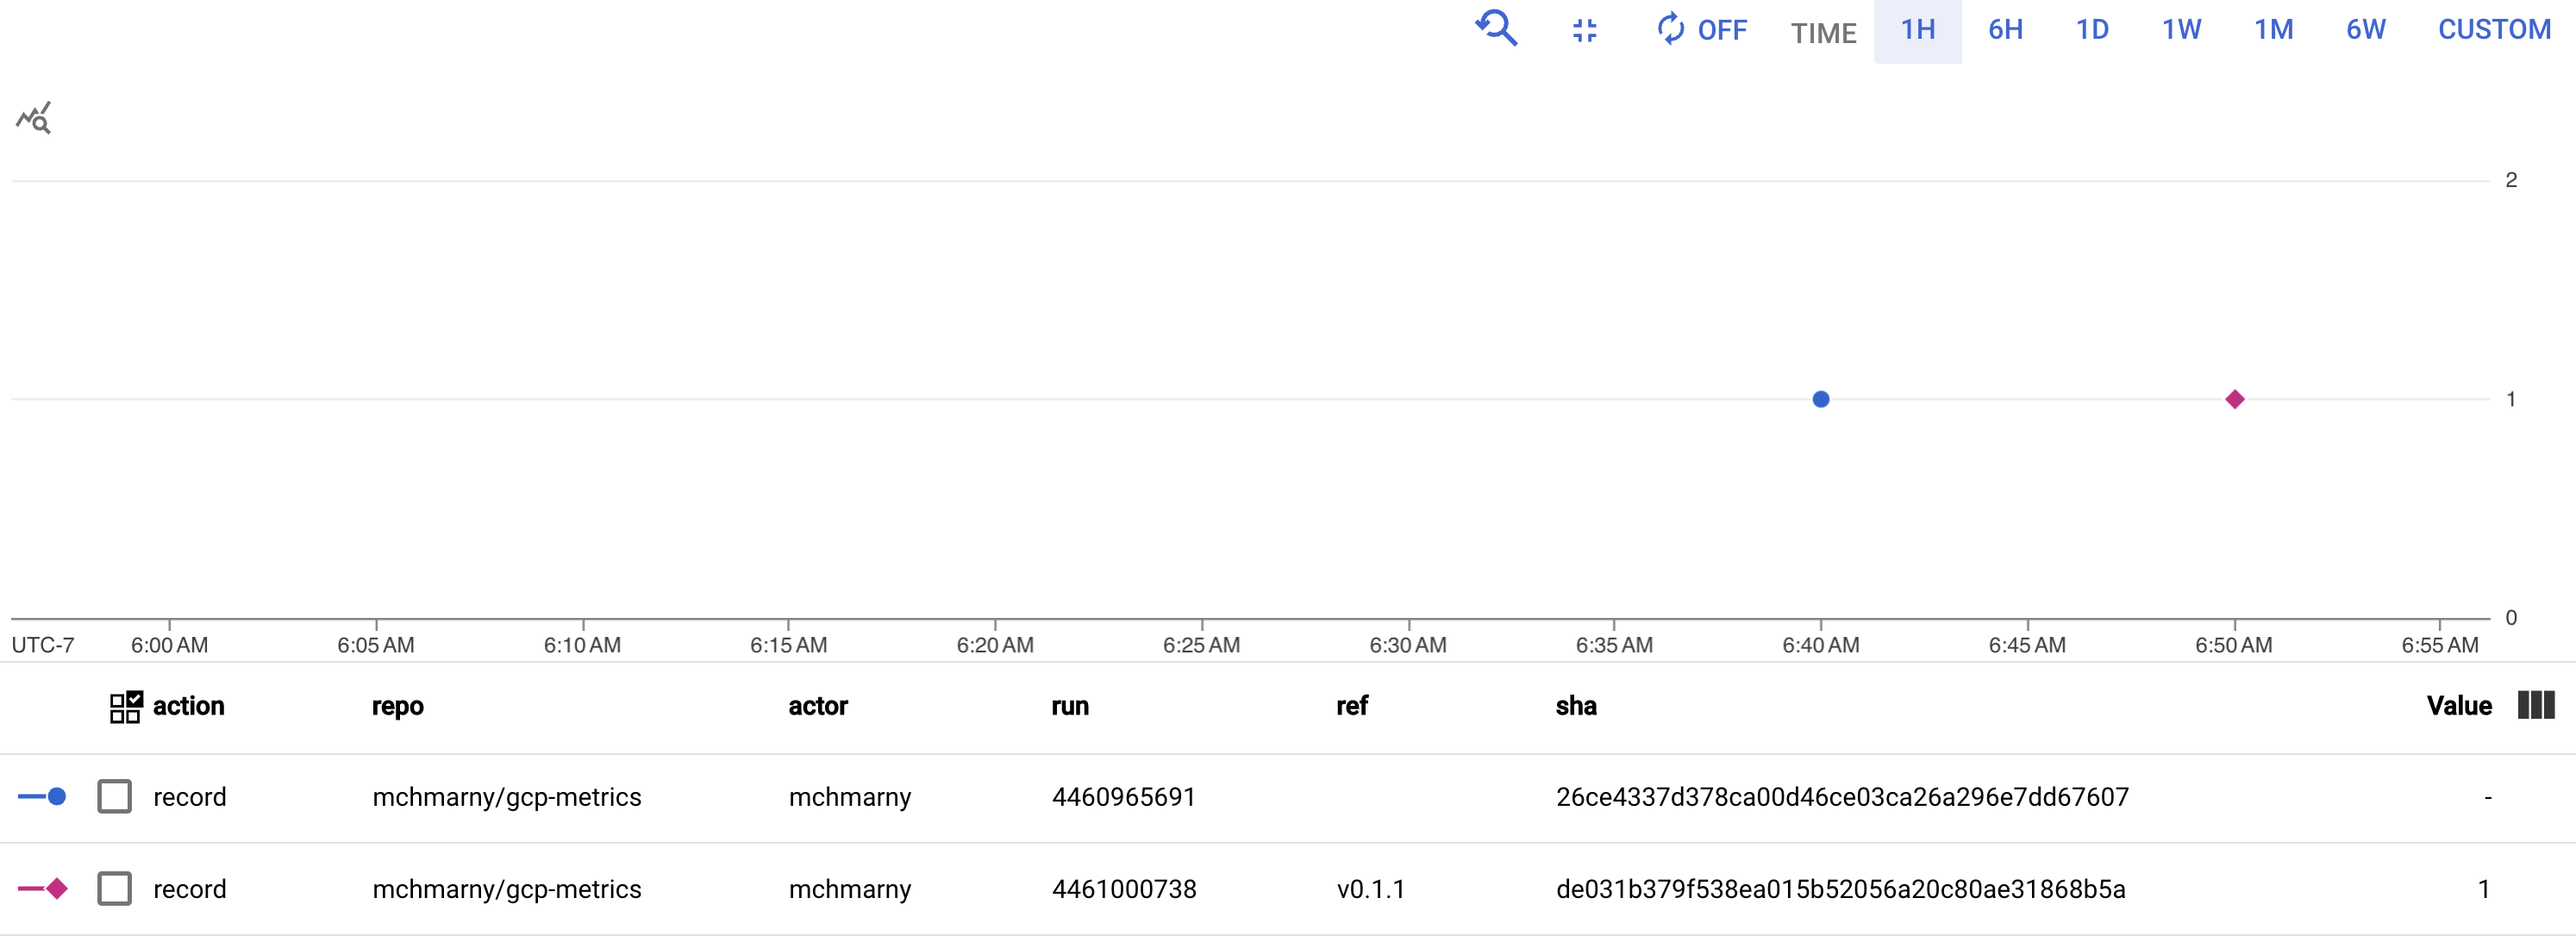 OFF TIME 1H 6H 1D 1W 1M 6W CUSTOM
2
1
0
UTC-7 6:00 AM 6:05 AM 6:10 AM 6:15 AM 6:20 AM 6:25 AM 6:30 AM 6:35 AM 6:40 AM 6:45 AM 6:50 AM 6:55 AM
action repo actor run ref sha Value
record mchmarny/gcp-metrics mchmarny 4460965691 26ce4337d378ca00d46ce03ca26a296e7dd67607 -
record mchmarny/gcp-metrics mchmarny 4461000738 v0.1.1 de031b379f538ea015b52056a20c80ae31868b5a 1